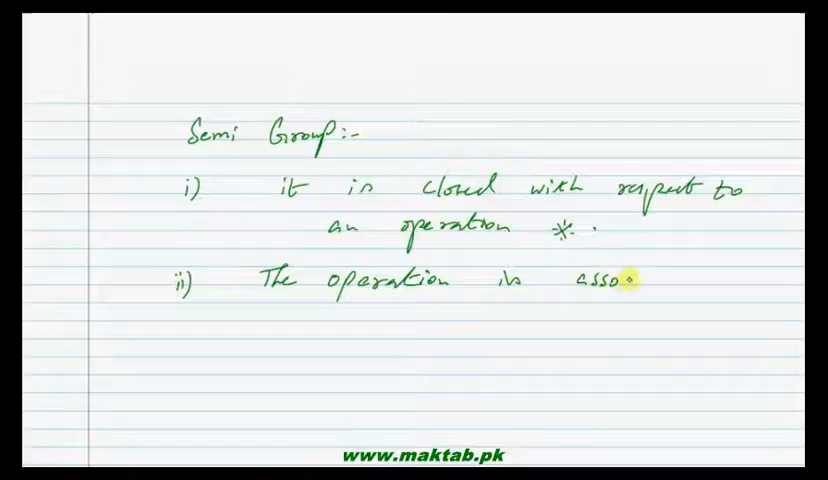 Semi Group:-
i) it is closed with respect to
an operation *.
ii) The operation is asso
www.maktab.pk